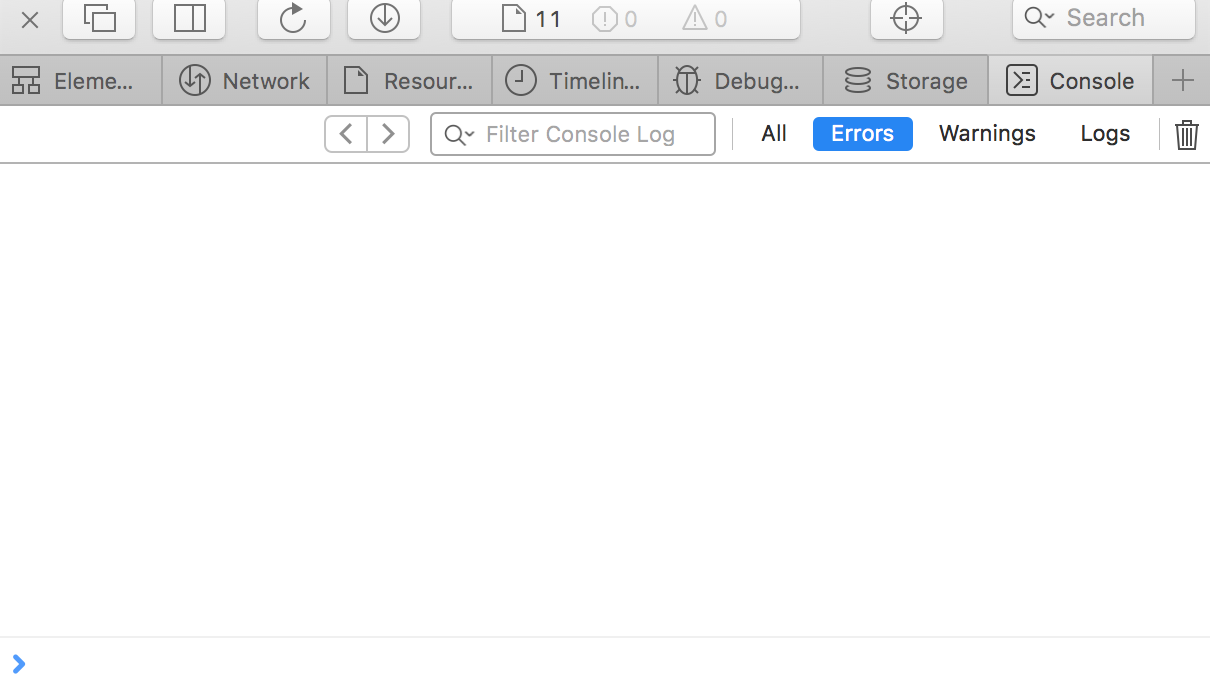 11 0 0 Search
Eleme... Network Resour... Timelin... Debug... Storage Console
Filter Console Log All Errors Warnings Logs